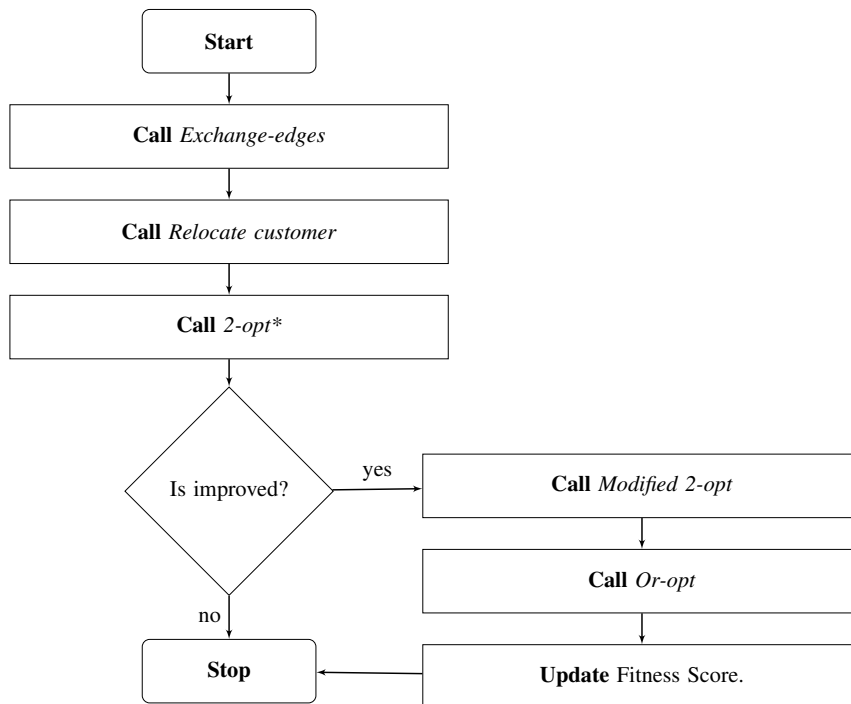 Start
Call Exchange-edges
Call Relocate customer
Call 2-opt*
Is improved?
yes
Call Modified 2-opt
Call Or-opt
no
Stop
Update Fitness Score.